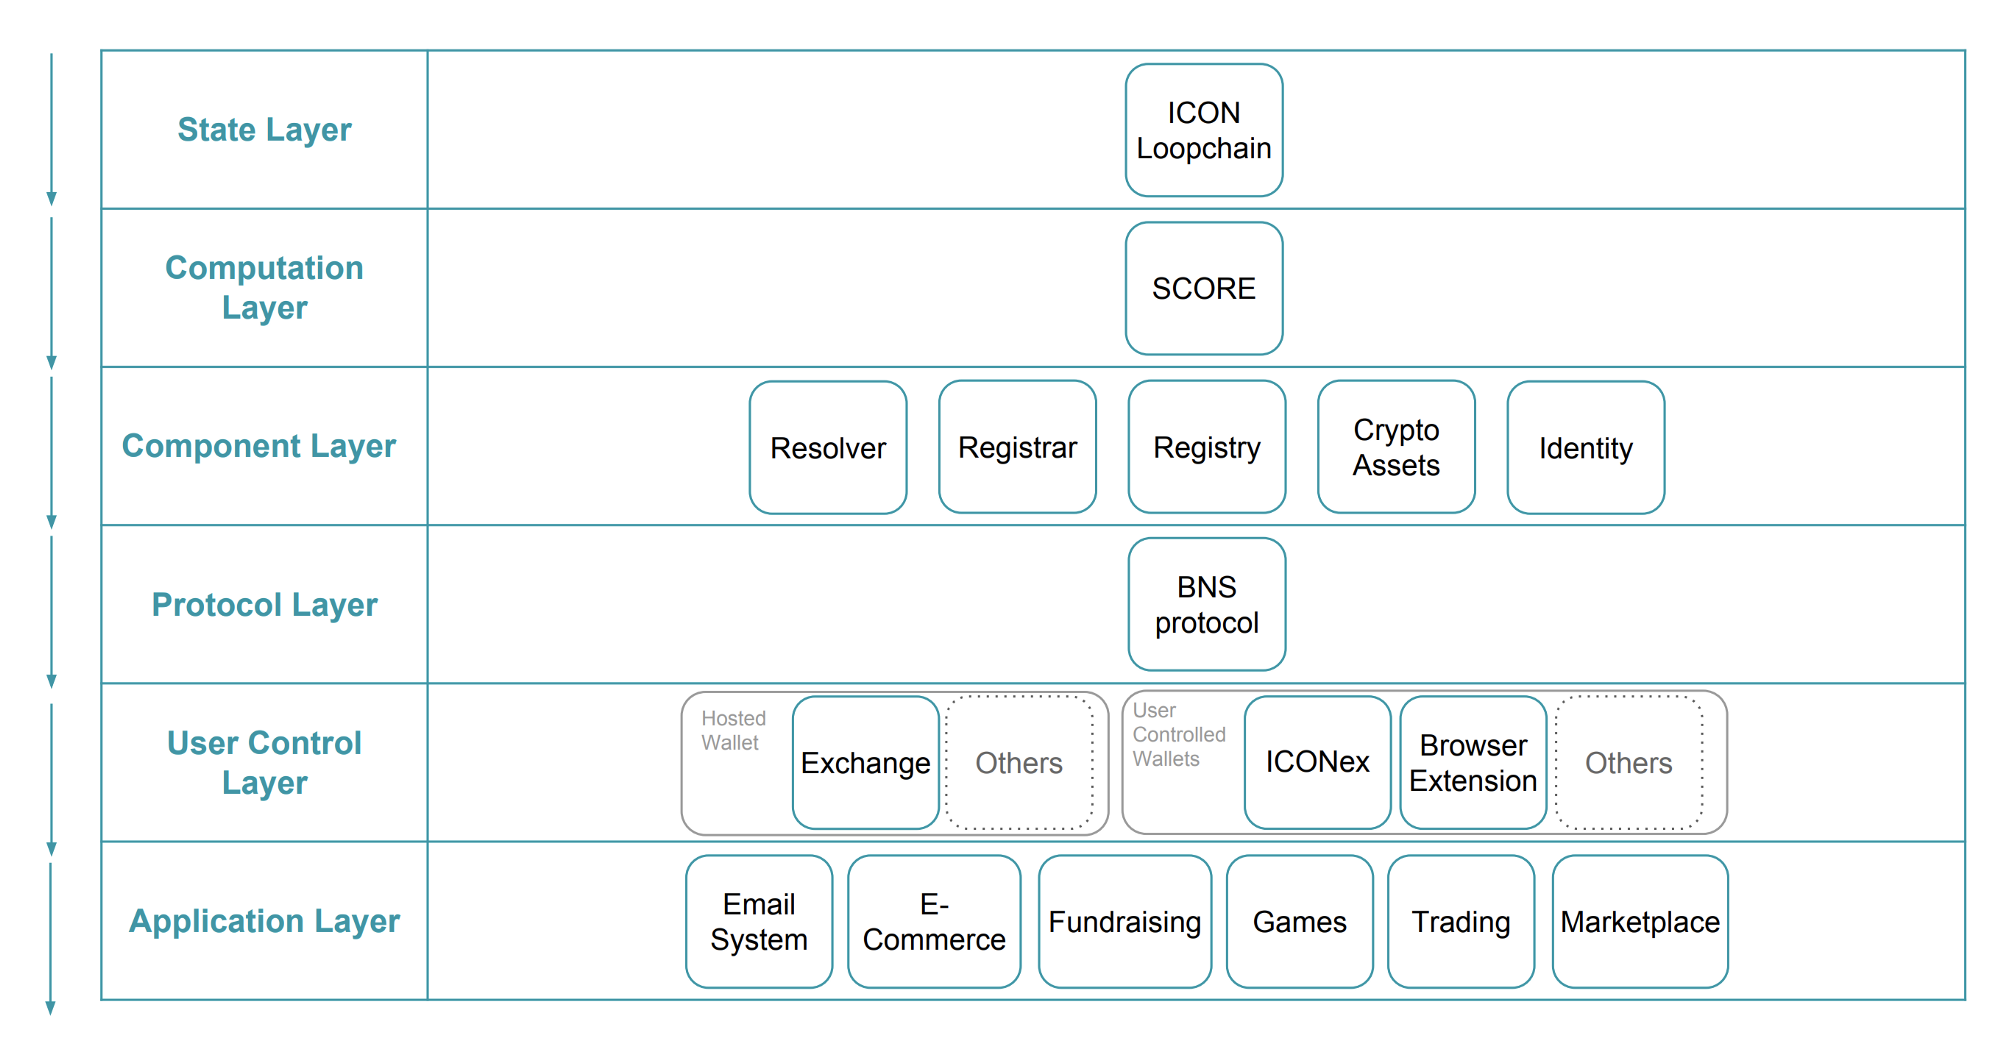 State Layer
ICON
Loopchain
Computation
Layer
SCORE
Component Layer
Resolver
Registrar
Registry
Crypto
Assets
Identity
Protocol Layer
BNS
protocol
User Control
Layer
Hosted
Wallet
Exchange
Others
User
Controlled
Wallets
ICONex
Browser
Extension
Others
Application Layer
Email
System
E-
Commerce
Fundraising
Games
Trading
Marketplace